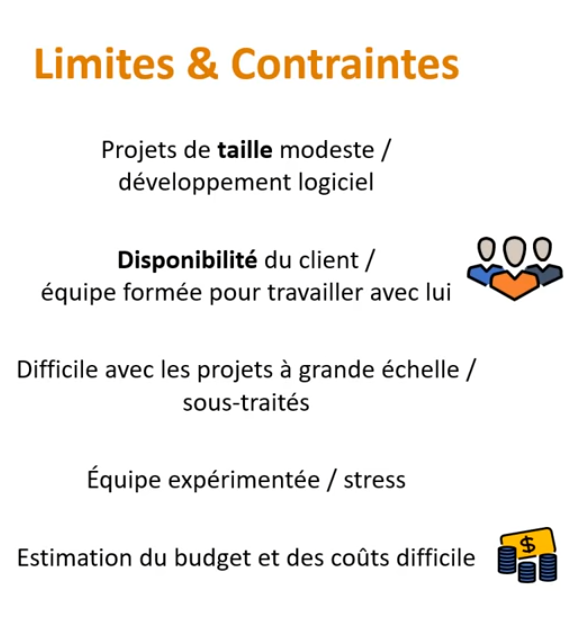 Limites & Contraintes
Projets de taille modeste /
développement logiciel
Disponibilité du client /
équipe formée pour travailler avec lui
Difficile avec les projets à grande échelle /
sous-traités
Équipe expérimentée / stress
Estimation du budget et des coûts difficile
$